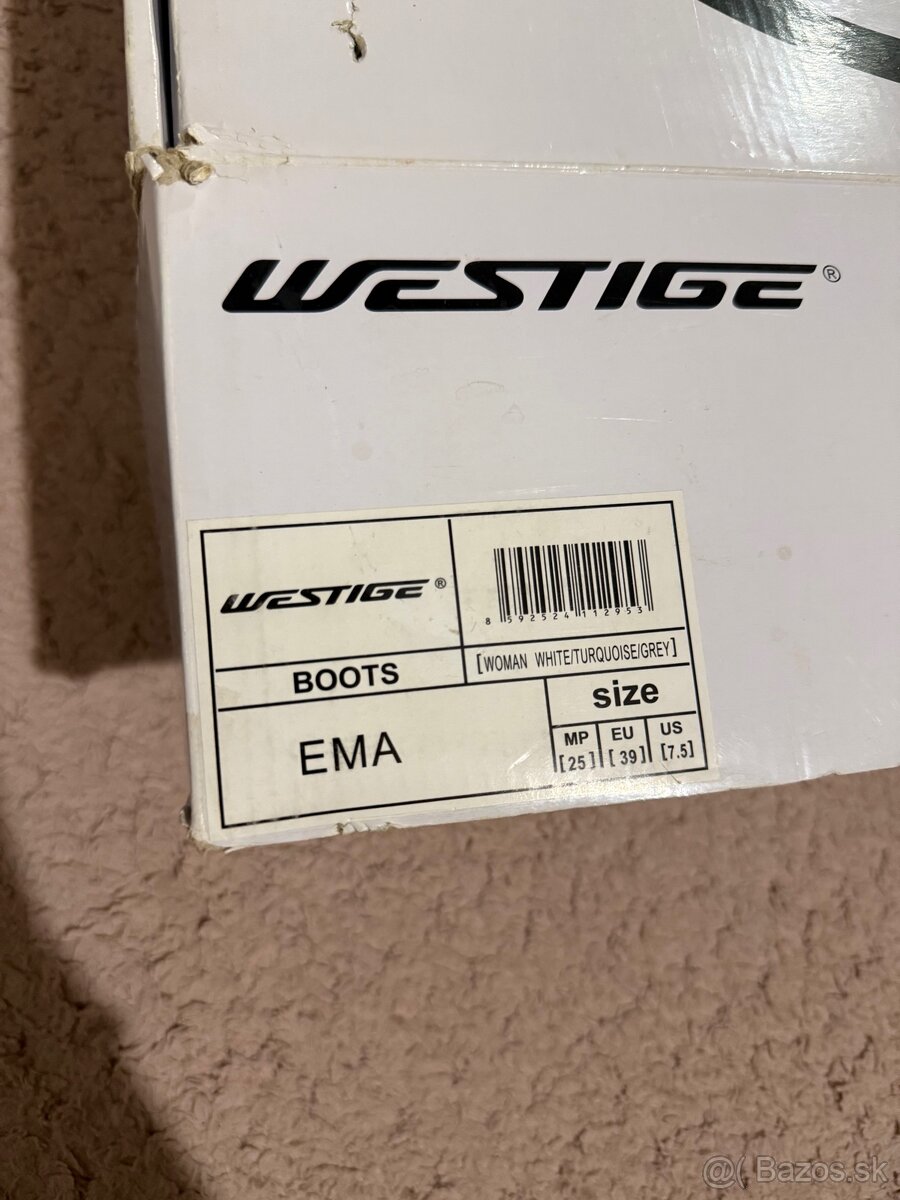 WESTIGE®
WESTIGE®
8 592524 112953
BOOTS
[WOMAN WHITE/TURQUOISE/GREY]
EMA
size
MP EU US
[25] [39] [7.5]
@( Bazos.sk